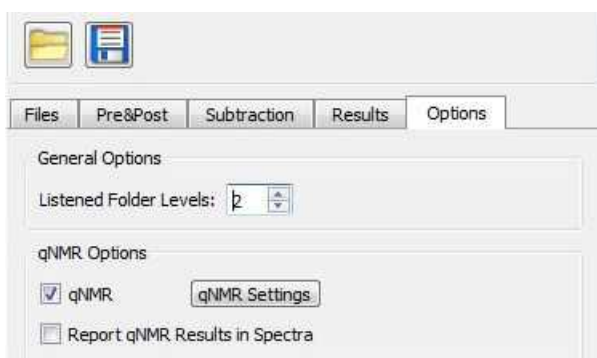 Files Pre&Post Subtraction Results Options
General Options
Listened Folder Levels: 2
qNMR Options
qNMR qNMR Settings
Report qNMR Results in Spectra